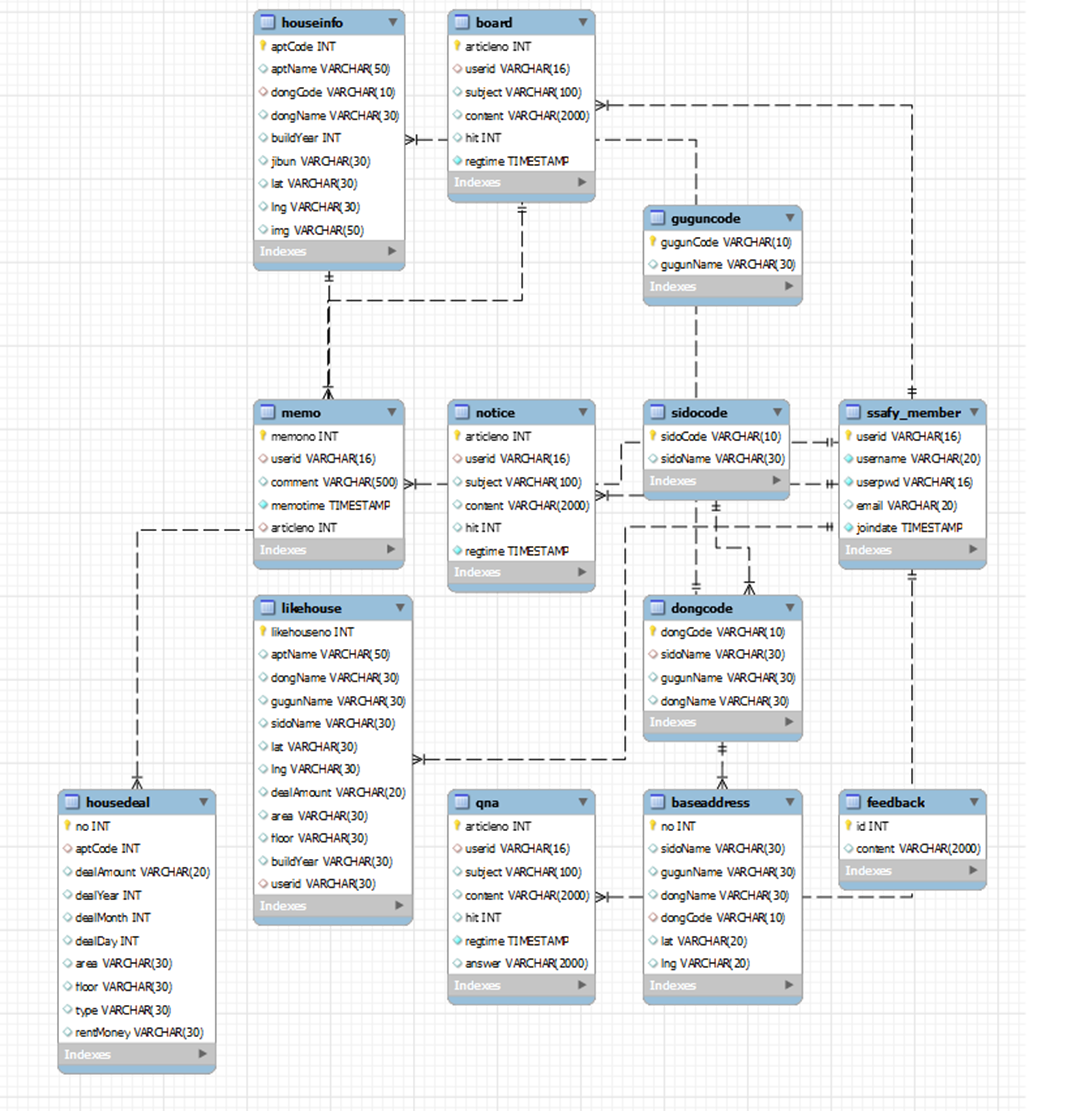 houseinfo
aptCode INT
aptName VARCHAR(50)
dongCode VARCHAR(10)
dongName VARCHAR(30)
buildYear INT
jibun VARCHAR(30)
lat VARCHAR(30)
lng VARCHAR(30)
img VARCHAR(50)
Indexes
board
articleno INT
userid VARCHAR(16)
subject VARCHAR(100)
content VARCHAR(2000)
hit INT
regtime TIMESTAMP
Indexes
guguncode
gugunCode VARCHAR(10)
gugunName VARCHAR(30)
Indexes
memo
memono INT
userid VARCHAR(16)
comment VARCHAR(500)
memotime TIMESTAMP
articleno INT
Indexes
notice
articleno INT
userid VARCHAR(16)
subject VARCHAR(100)
content VARCHAR(2000)
hit INT
regtime TIMESTAMP
Indexes
sidocode
sidoCode VARCHAR(10)
sidoName VARCHAR(30)
Indexes
ssafy_member
userid VARCHAR(16)
username VARCHAR(20)
userpwd VARCHAR(16)
email VARCHAR(20)
joindate TIMESTAMP
Indexes
likehouse
likehouseno INT
aptName VARCHAR(50)
dongName VARCHAR(30)
gugunName VARCHAR(30)
sidoName VARCHAR(30)
lat VARCHAR(30)
lng VARCHAR(30)
dealAmount VARCHAR(20)
area VARCHAR(30)
floor VARCHAR(30)
buildYear VARCHAR(30)
userid VARCHAR(30)
Indexes
dongcode
dongCode VARCHAR(10)
sidoName VARCHAR(30)
gugunName VARCHAR(30)
dongName VARCHAR(30)
Indexes
housedeal
no INT
aptCode INT
dealAmount VARCHAR(20)
dealYear INT
dealMonth INT
dealDay INT
area VARCHAR(30)
floor VARCHAR(30)
type VARCHAR(30)
rentMoney VARCHAR(30)
Indexes
qna
articleno INT
userid VARCHAR(16)
subject VARCHAR(100)
content VARCHAR(2000)
hit INT
regtime TIMESTAMP
answer VARCHAR(2000)
Indexes
baseaddress
no INT
sidoName VARCHAR(30)
gugunName VARCHAR(30)
dongName VARCHAR(30)
dongCode VARCHAR(10)
lat VARCHAR(20)
lng VARCHAR(20)
Indexes
feedback
id INT
content VARCHAR(2000)
Indexes